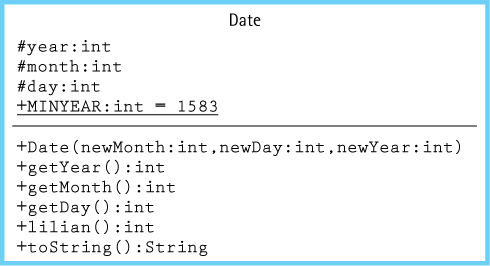 Date
#year:int
#month:int
#day:int
+MINYEAR:int = 1583
+Date(newMonth:int,newDay:int,newYear:int)
+getYear():int
+getMonth():int
+getDay():int
+lilian():int
+toString():String